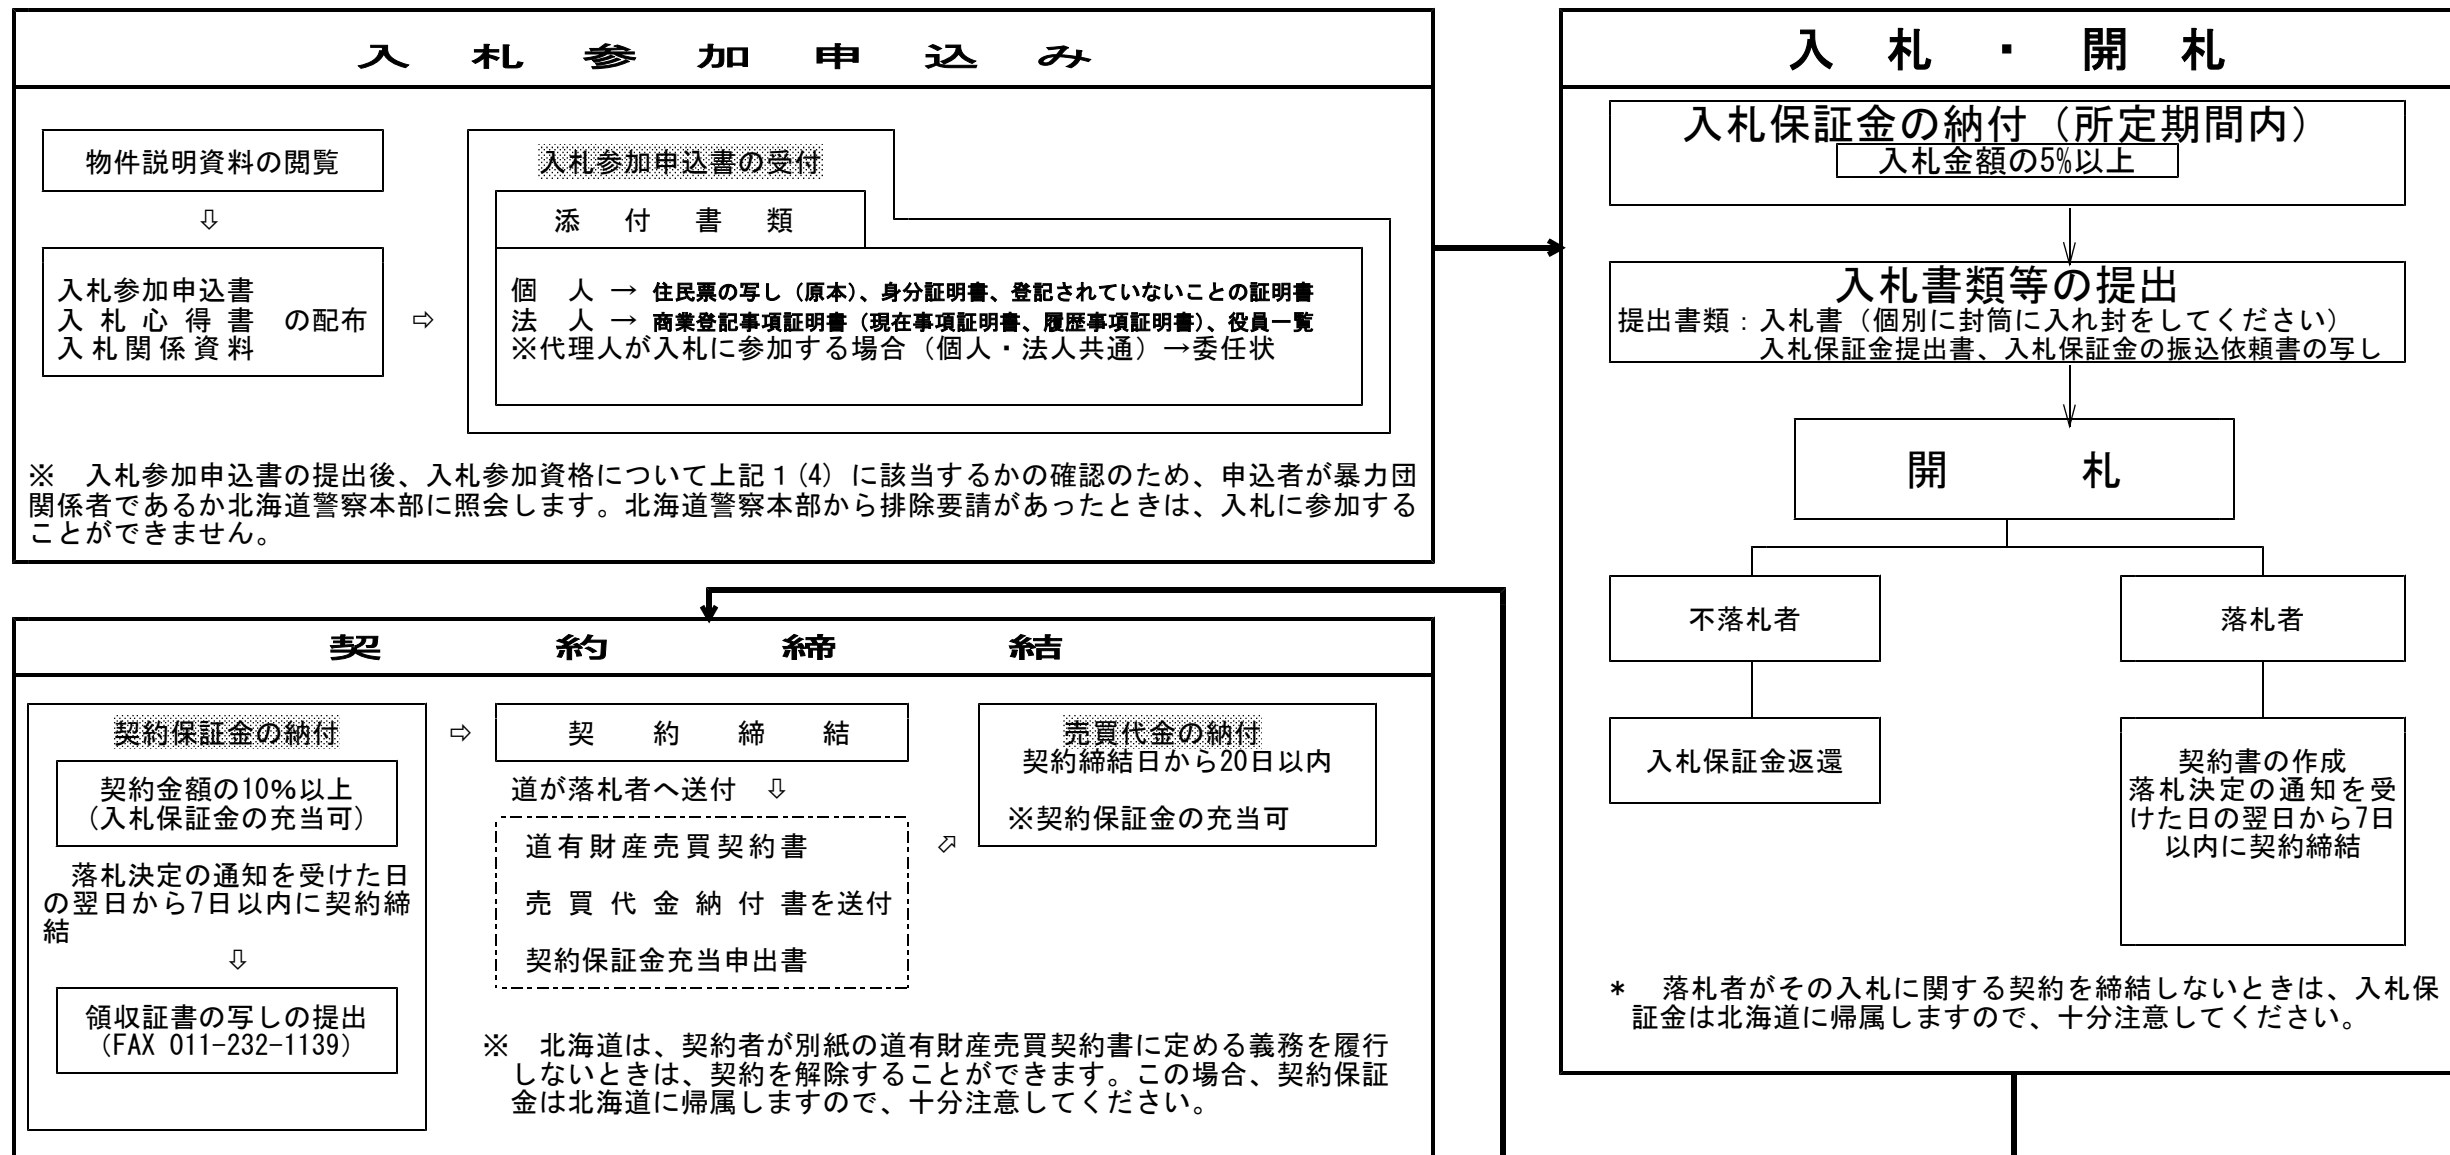 入札参加申込み
物件説明資料の閲覧
⇩
入札参加申込書
入札心得書 の配布
入札関係資料
⇨
入札参加申込書の受付
添付書類
個　人 → 住民票の写し（原本）、身分証明書、登記されていないことの証明書
法　人 → 商業登記事項証明書（現在事項証明書、履歴事項証明書）、役員一覧
※代理人が入札に参加する場合（個人・法人共通）→委任状
※　入札参加申込書の提出後、入札参加資格について上記１(4) に該当するかの確認のため、申込者が暴力団
関係者であるか北海道警察本部に照会します。北海道警察本部から排除要請があったときは、入札に参加する
ことができません。
入札・開札
入札保証金の納付（所定期間内）
入札金額の5%以上
入札書類等の提出
提出書類：入札書（個別に封筒に入れ封をしてください）
入札保証金提出書、入札保証金の振込依頼書の写し
開　札
不落札者
落札者
入札保証金返還
契約書の作成
落札決定の通知を受
けた日の翌日から7日
以内に契約締結
*　落札者がその入札に関する契約を締結しないときは、入札保
証金は北海道に帰属しますので、十分注意してください。
契約締結
契約保証金の納付
契約金額の10%以上
（入札保証金の充当可）
落札決定の通知を受けた日
の翌日から7日以内に契約締
結
⇩
領収証書の写しの提出
（FAX 011-232-1139）
⇨
契約締結
道が落札者へ送付 ⇩
道有財産売買契約書
売買代金納付書を送付
契約保証金充当申出書
⬀
売買代金の納付
契約締結日から20日以内
※契約保証金の充当可
※　北海道は、契約者が別紙の道有財産売買契約書に定める義務を履行
しないときは、契約を解除することができます。この場合、契約保証
金は北海道に帰属しますので、十分注意してください。